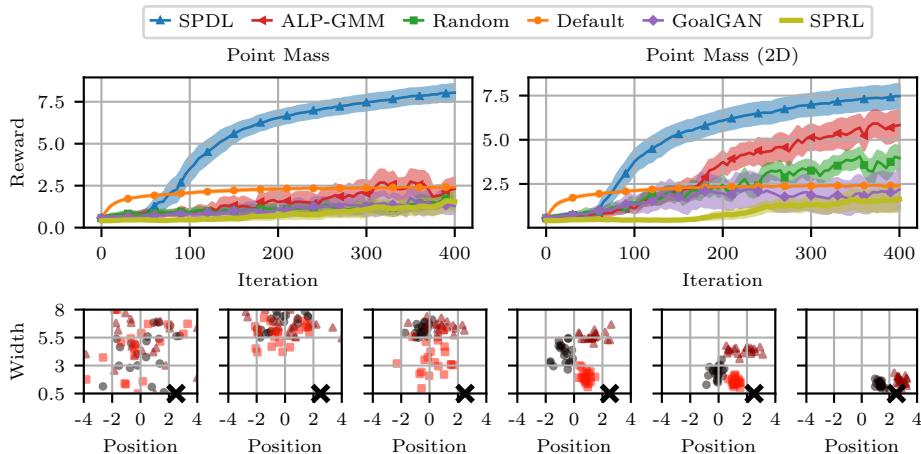 SPDL ALP-GMM Random Default GoalGAN SPRL
Point Mass Point Mass (2D)
7.5 7.5
5.0 5.0
2.5 2.5
0.0
Reward
0 100 200 300 400 0 100 200 300 400
Iteration Iteration
8
5.5
3
0.5
Width
-4 -2 0 2 4 -4 -2 0 2 4 -4 -2 0 2 4 -4 -2 0 2 4 -4 -2 0 2 4 -4 -2 0 2 4
Position Position Position Position Position Position